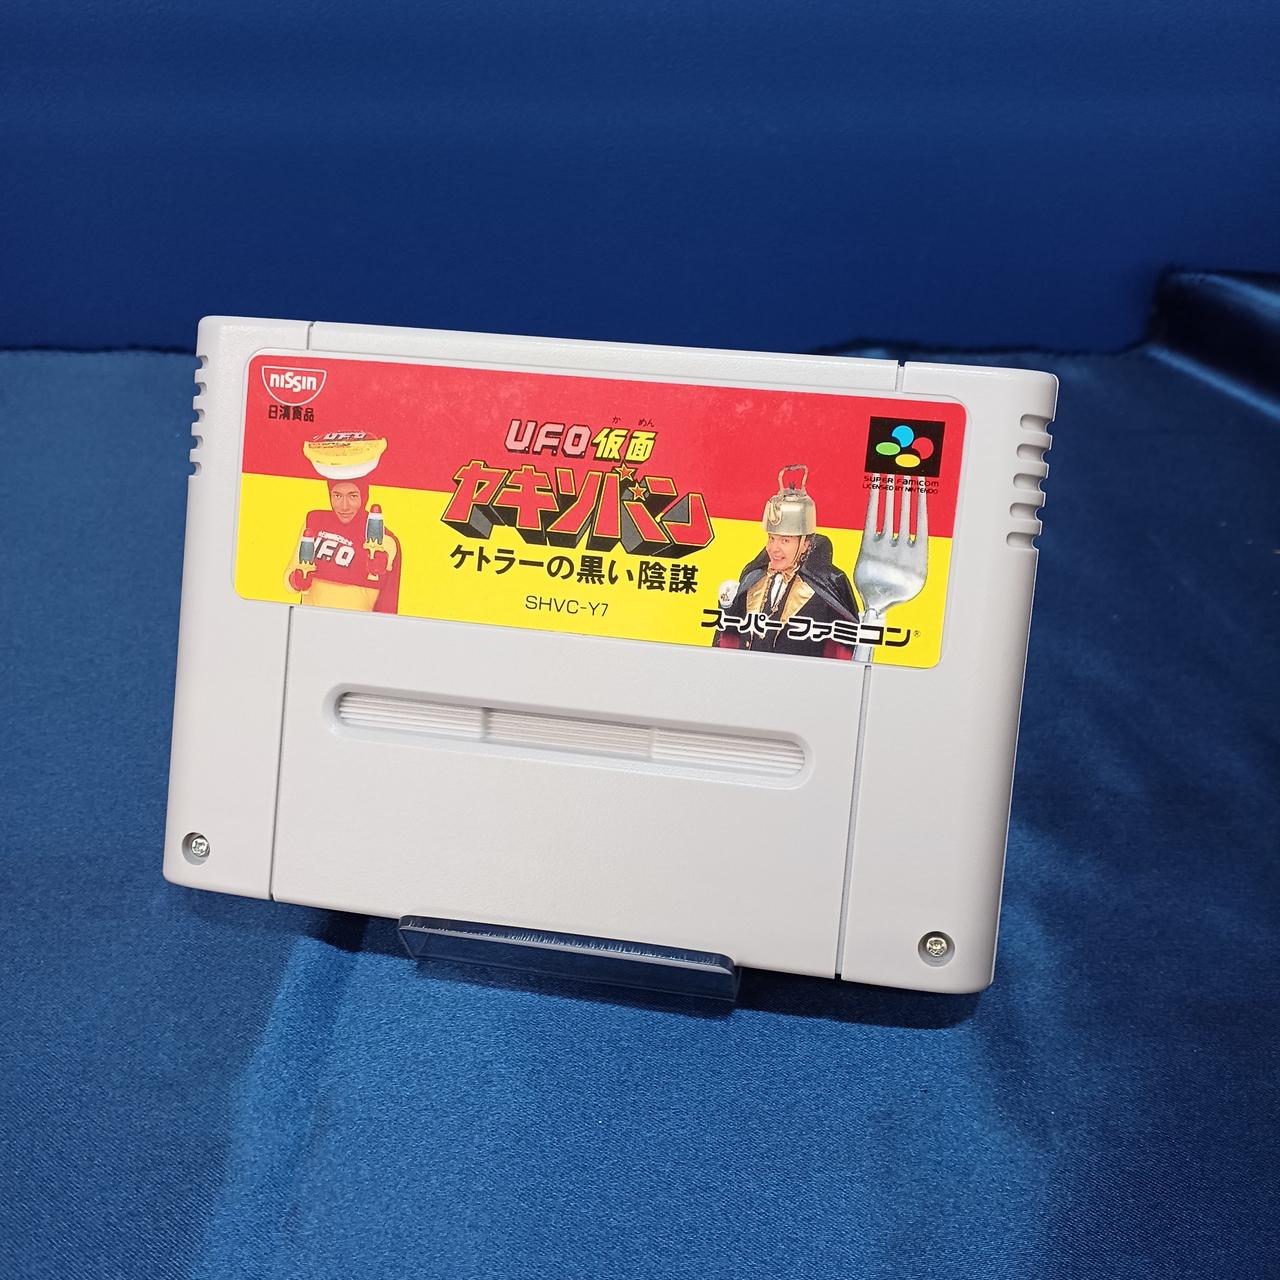 NISSIN
日清食品
U.F.O.仮面
かめん
ヤキソバン
ケトラーの黒い陰謀
SHVC-Y7
UFO
UFO
SUPER FAMICOM
LICENSED BY NINTENDO
スーパーファミコン®